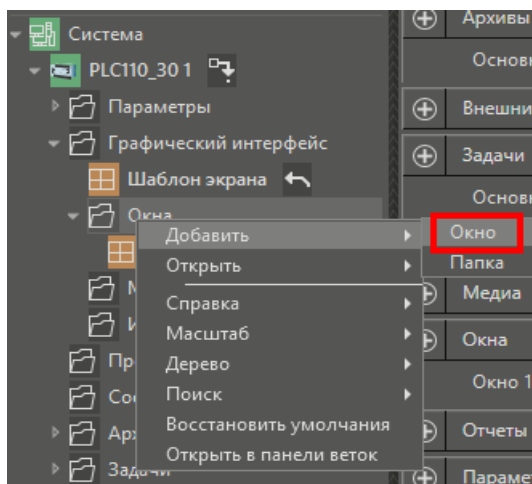 Система
PLC110_30 1
Параметры
Графический интерфейс
Шаблон экрана
Окна
Добавить
Открыть
Справка
Масштаб
Дерево
Поиск
Восстановить умолчания
Открыть в панели веток
Задачи
Окно
Папка
Архивы
Задачи
Медиа
Окна
Окно 1
Отчеты